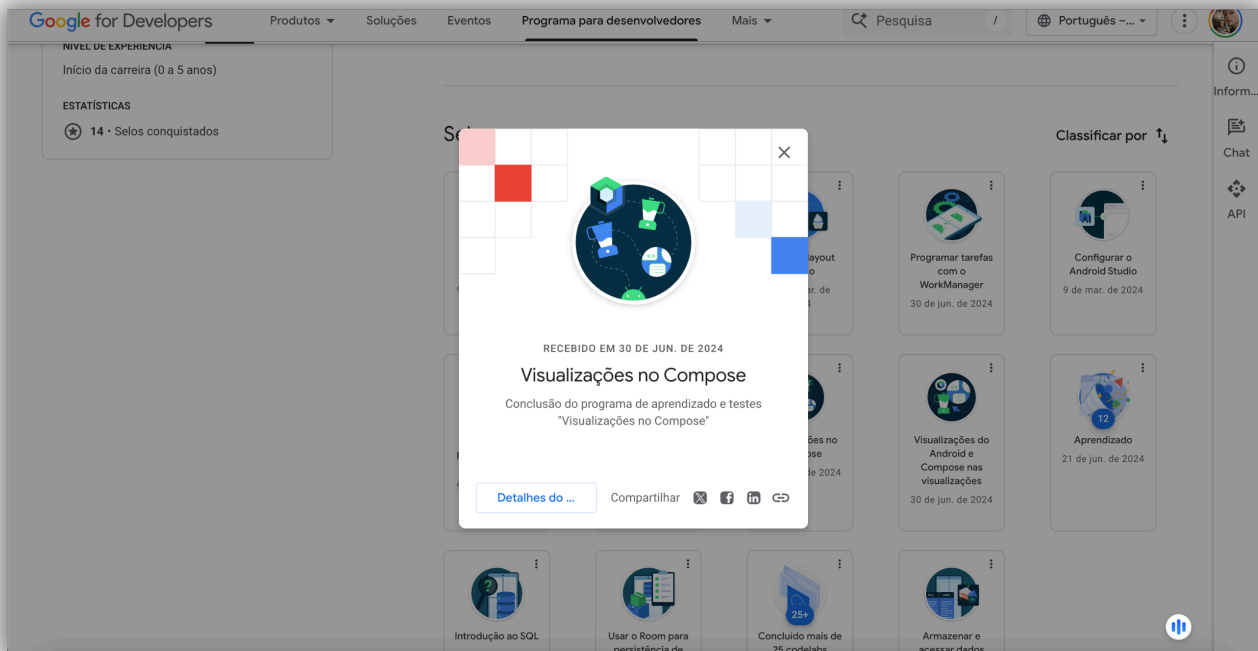 Google for Developers
Produtos
Soluções
Eventos
Programa para desenvolvedores
Mais
Pesquisa
/
Português –...
NÍVEL DE EXPERIÊNCIA
Início da carreira (0 a 5 anos)
ESTATÍSTICAS
14 • Selos conquistados
Classificar por
Inform...
Chat
API
RECEBIDO EM 30 DE JUN. DE 2024
Visualizações no Compose
Conclusão do programa de aprendizado e testes
"Visualizações no Compose"
Detalhes do ...
Compartilhar
Programar tarefas
com o
WorkManager
30 de jun. de 2024
AI
Configurar o
Android Studio
9 de mar. de 2024
Visualizações do
Android e
Compose nas
visualizações
30 de jun. de 2024
12
Aprendizado
21 de jun. de 2024
Introdução ao SQL
Usar o Room para
persistência de
25+
Concluído mais de
25 codelabs
Armazenar e
acessar dados